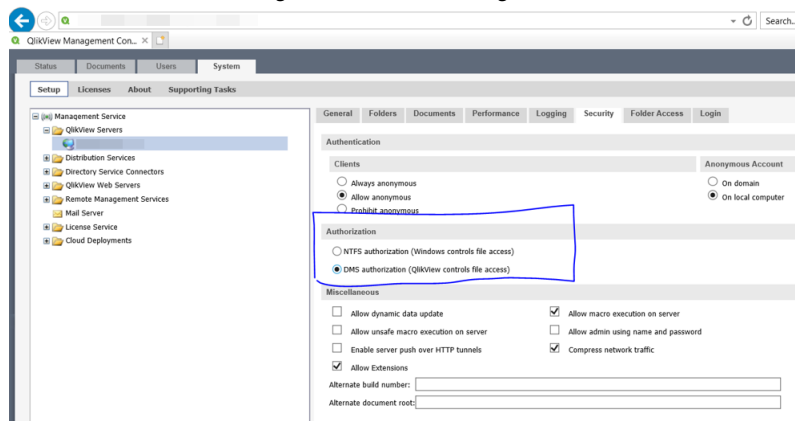 Search..
QlikView Management Con...
Status Documents Users System
Setup Licenses About Supporting Tasks
Management Service
QlikView Servers
Distribution Services
Directory Service Connectors
QlikView Web Servers
Remote Management Services
Mail Server
License Service
Cloud Deployments
General Folders Documents Performance Logging Security Folder Access Login
Authentication
Clients Anonymous Account
Always anonymous On domain
Allow anonymous On local computer
Prohibit anonymous
Authorization
NTFS authorization (Windows controls file access)
DMS authorization (QlikView controls file access)
Miscellaneous
Allow dynamic data update Allow macro execution on server
Allow unsafe macro execution on server Allow admin using name and password
Enable server push over HTTP tunnels Compress network traffic
Allow Extensions
Alternate build number:
Alternate document root: